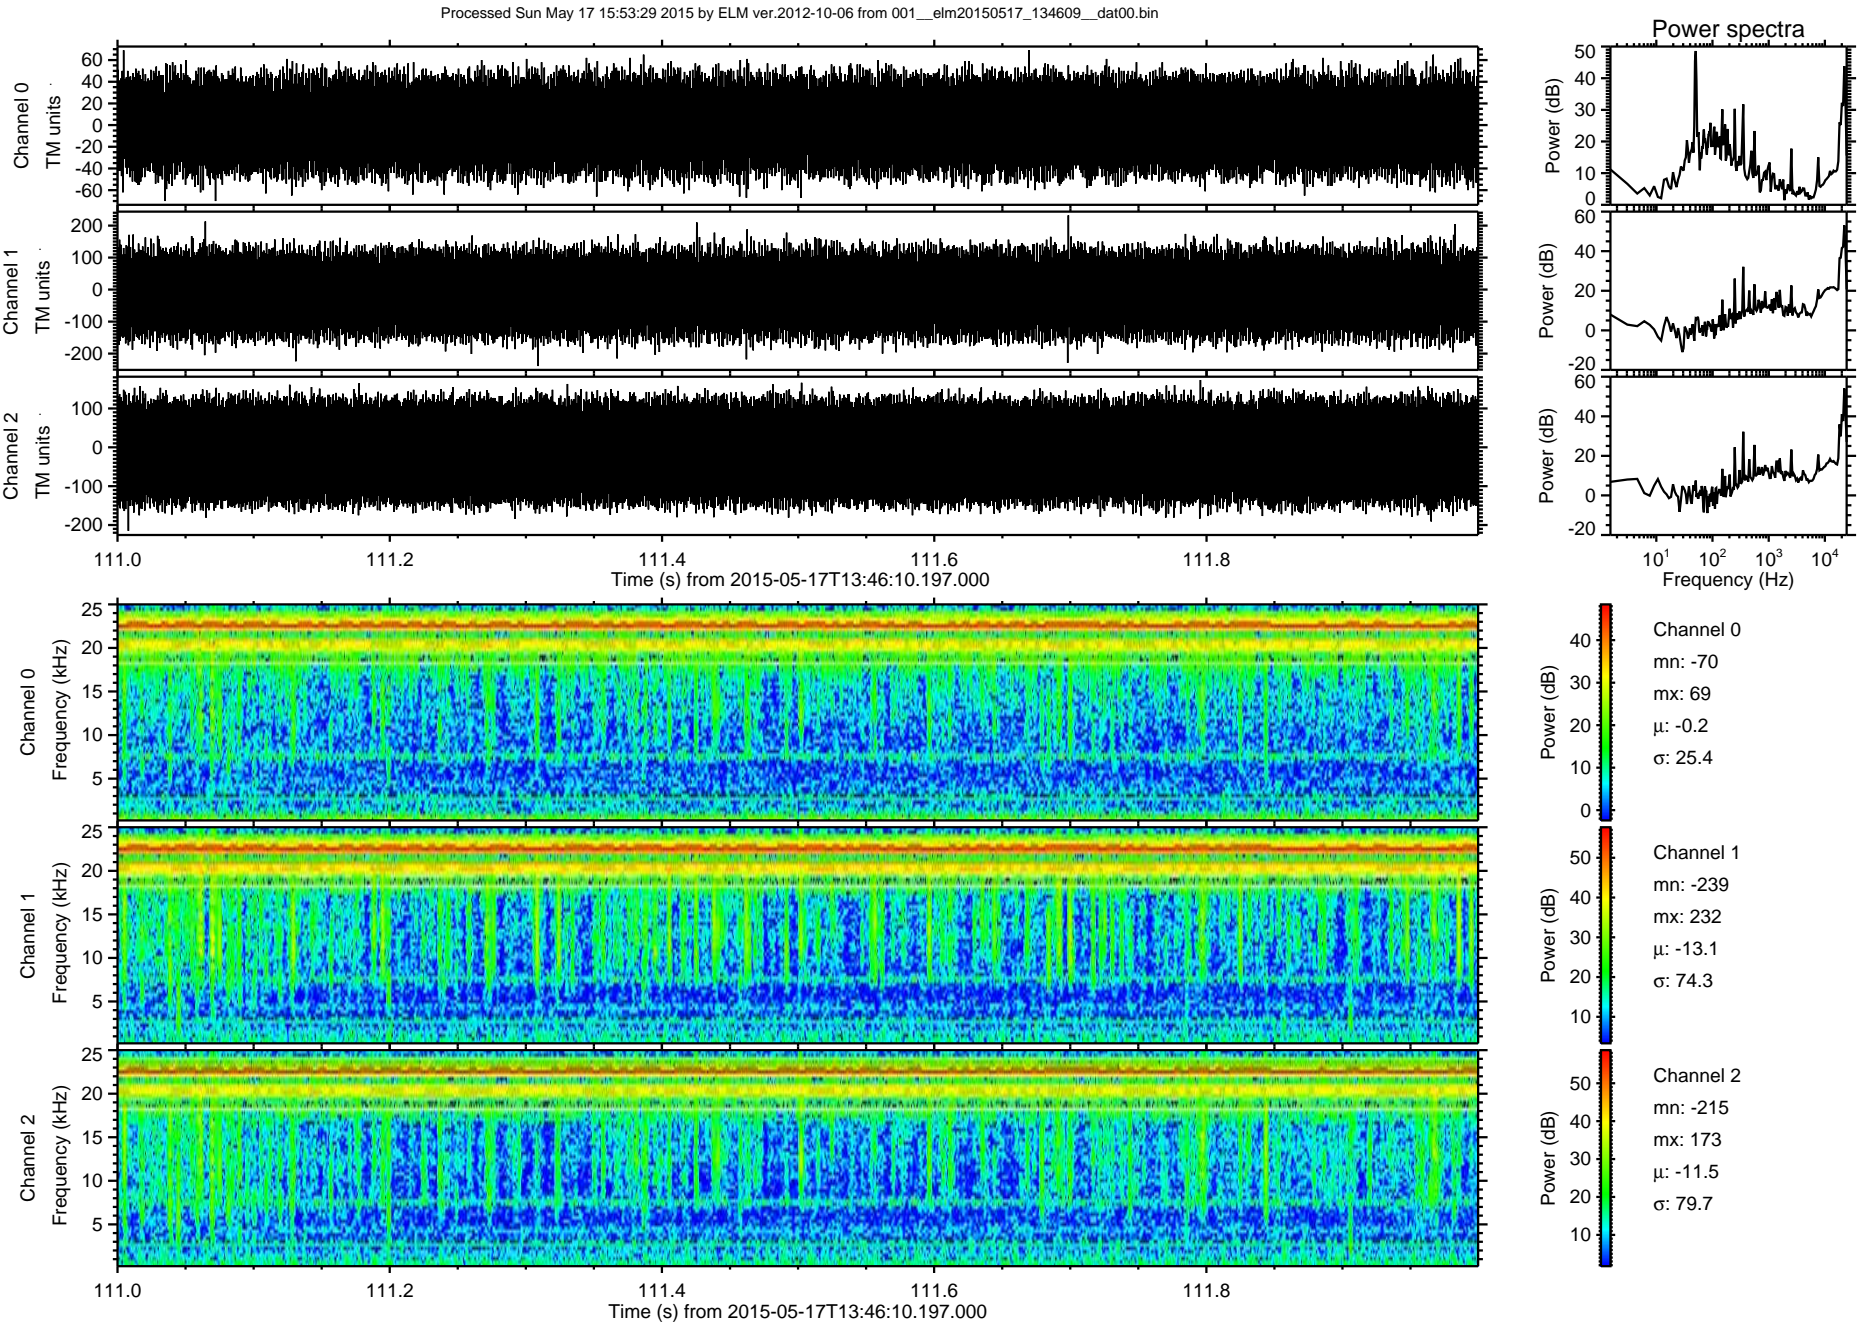 Processed Sun May 17 15:53:29 2015 by ELM ver.2012-10-06 from 001__elm20150517_134609__dat00.bin
Power spectra
Channel 0
TM units
60
40
20
0
-20
-40
-60
Power (dB)
50
40
30
20
10
0
Channel 1
TM units
200
100
0
-100
-200
Power (dB)
60
40
20
0
-20
Channel 2
TM units
100
0
-100
-200
Power (dB)
60
40
20
0
-20
111.0 111.2 111.4 111.6 111.8
Time (s) from 2015-05-17T13:46:10.197.000
10¹ 10² 10³ 10⁴
Frequency (Hz)
Channel 0
Frequency (kHz)
25
20
15
10
5
Power (dB)
40
30
20
10
0
Channel 0
mn: -70
mx: 69
μ: -0.2
σ: 25.4
Channel 1
Frequency (kHz)
25
20
15
10
5
Power (dB)
50
40
30
20
10
Channel 1
mn: -239
mx: 232
μ: -13.1
σ: 74.3
Channel 2
Frequency (kHz)
25
20
15
10
5
Power (dB)
50
40
30
20
10
Channel 2
mn: -215
mx: 173
μ: -11.5
σ: 79.7
111.0 111.2 111.4 111.6 111.8
Time (s) from 2015-05-17T13:46:10.197.000